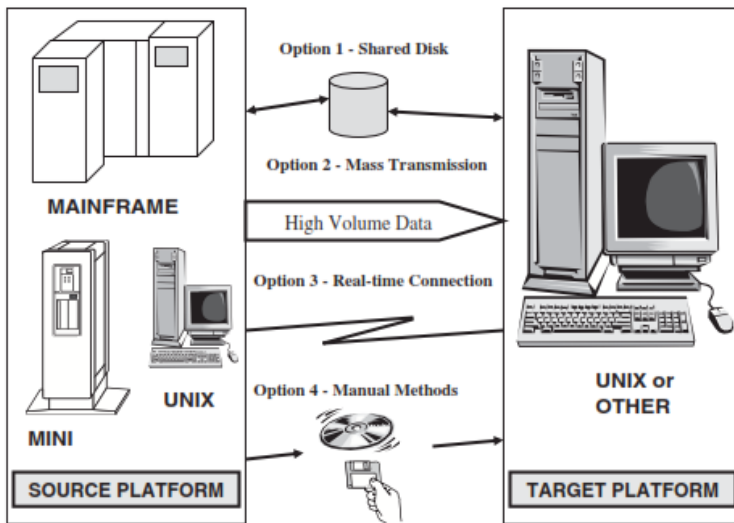 Option 1 - Shared Disk
Option 2 - Mass Transmission
MAINFRAME
High Volume Data
Option 3 - Real-time Connection
Option 4 - Manual Methods
UNIX
MINI
UNIX or
OTHER
SOURCE PLATFORM
TARGET PLATFORM